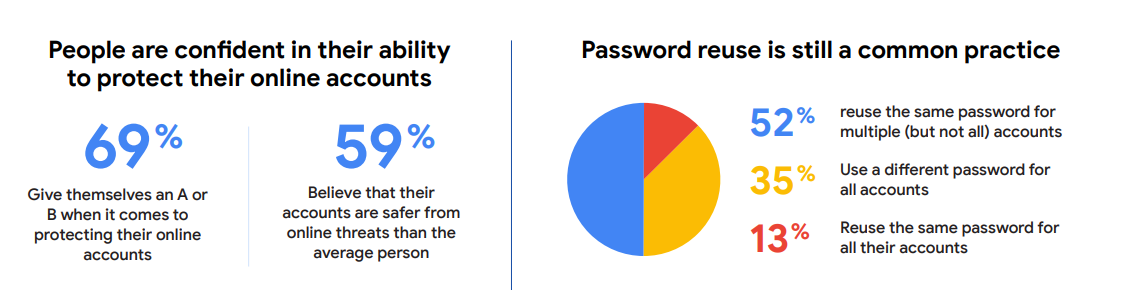 People are confident in their ability
to protect their online accounts
69%
Give themselves an A or
B when it comes to
protecting their online
accounts
59%
Believe that their
accounts are safer from
online threats than the
average person
Password reuse is still a common practice
52%
reuse the same password for
multiple (but not all) accounts
35%
Use a different password for
all accounts
13%
Reuse the same password for
all their accounts